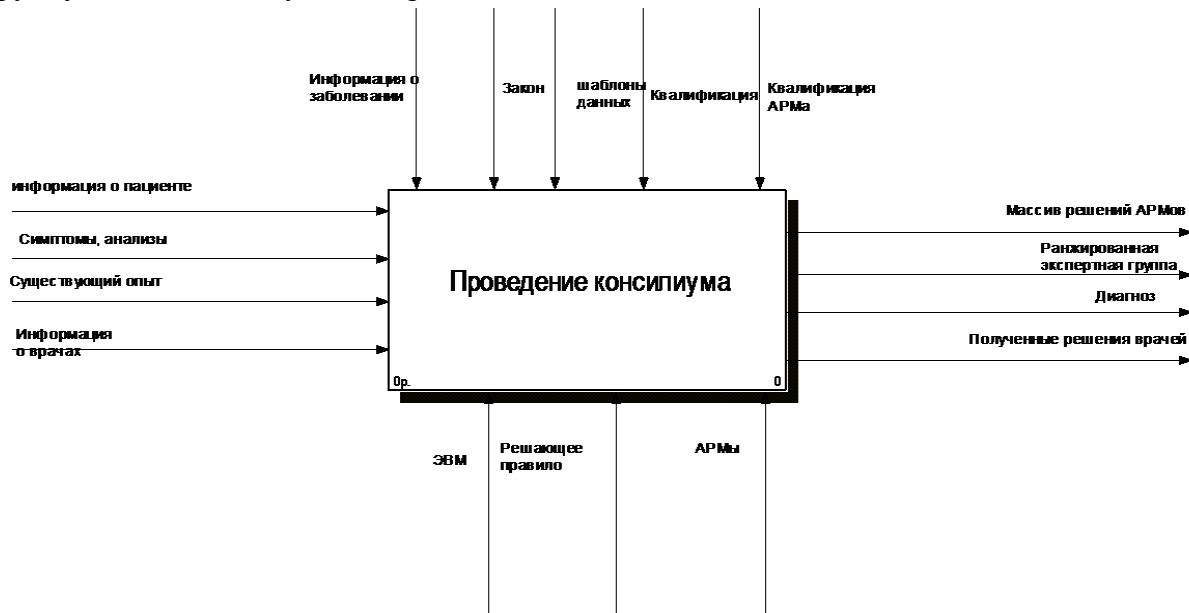 Информация о
заболевании
Закон
шаблоны
данных
Квалификация
Квалификация
АРМа
информация о пациенте
Симптомы, анализы
Существующий опыт
Информация
о врачах
Проведение консилиума
0р.
0
Массив решений АРМов
Ранжированная
экспертная группа
Диагноз
Полученные решения врачей
ЭВМ
Решающее
правило
АРМы